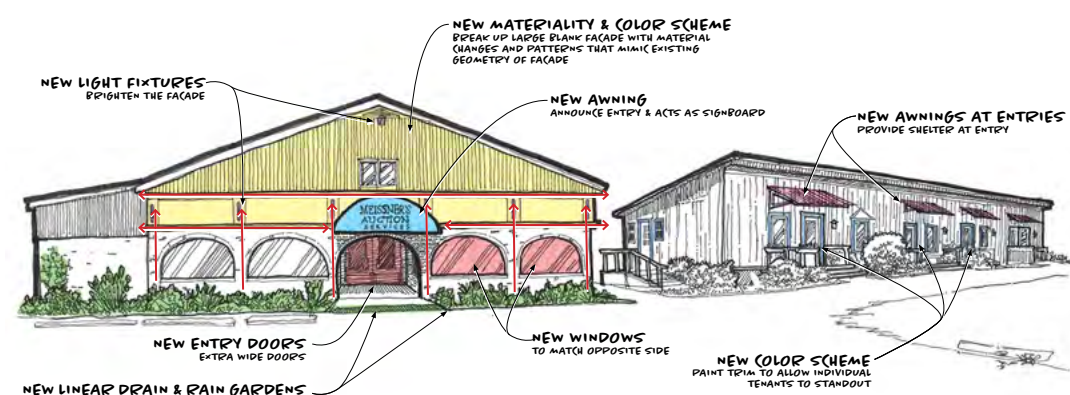 NEW MATERIALITY & COLOR SCHEME
BREAK UP LARGE BLANK FACADE WITH MATERIAL
CHANGES AND PATTERNS THAT MIMIC EXISTING
GEOMETRY OF FACADE
NEW LIGHT FIXTURES
BRIGHTEN THE FACADE
NEW AWNING
ANNOUNCE ENTRY & ACTS AS SIGNBOARD
NEW AWNINGS AT ENTRIES
PROVIDE SHELTER AT ENTRY
MEISSNER'S
AUCTION
SERVICES
NEW ENTRY DOORS
EXTRA WIDE DOORS
NEW WINDOWS
TO MATCH OPPOSITE SIDE
NEW COLOR SCHEME
PAINT TRIM TO ALLOW INDIVIDUAL
TENANTS TO STANDOUT
NEW LINEAR DRAIN & RAIN GARDENS